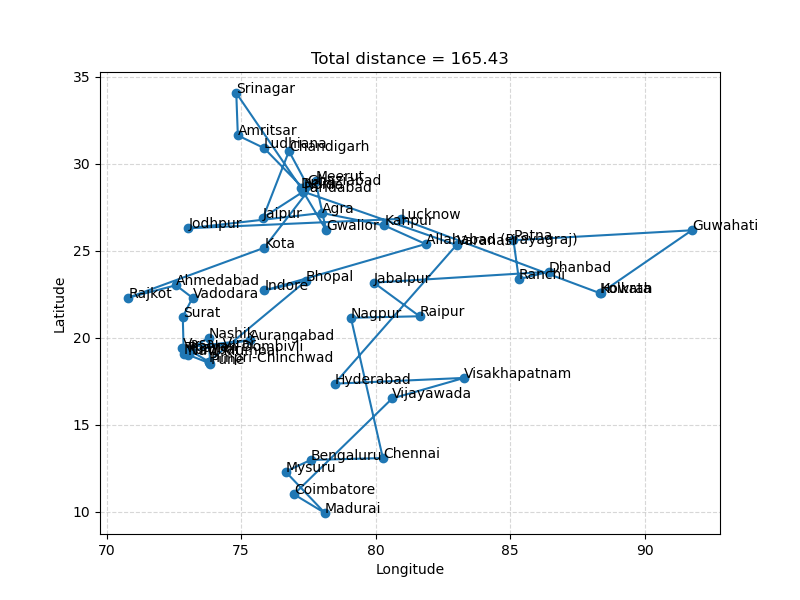 Total distance = 165.43
35
30
25
20
15
10
Latitude
Srinagar
Amritsar
Ludhiana
Chandigarh
Meerut
Ghaziabad
Faridabad
Agra
Gwalior
Jaipur
Jodhpur
Kanpur
Lucknow
Allahabad (Prayagraj)
Varanasi
Patna
Guwahati
Kota
Ranchi
Dhanbad
Howrah
Kolkata
Rajkot
Ahmedabad
Vadodara
Indore
Bhopal
Jabalpur
Surat
Nagpur
Raipur
Nashik
Aurangabad
Pimpri-Chinchwad
Pune
Hyderabad
Visakhapatnam
Vijayawada
Bengaluru
Chennai
Mysuru
Coimbatore
Madurai
70
75
80
85
90
Longitude